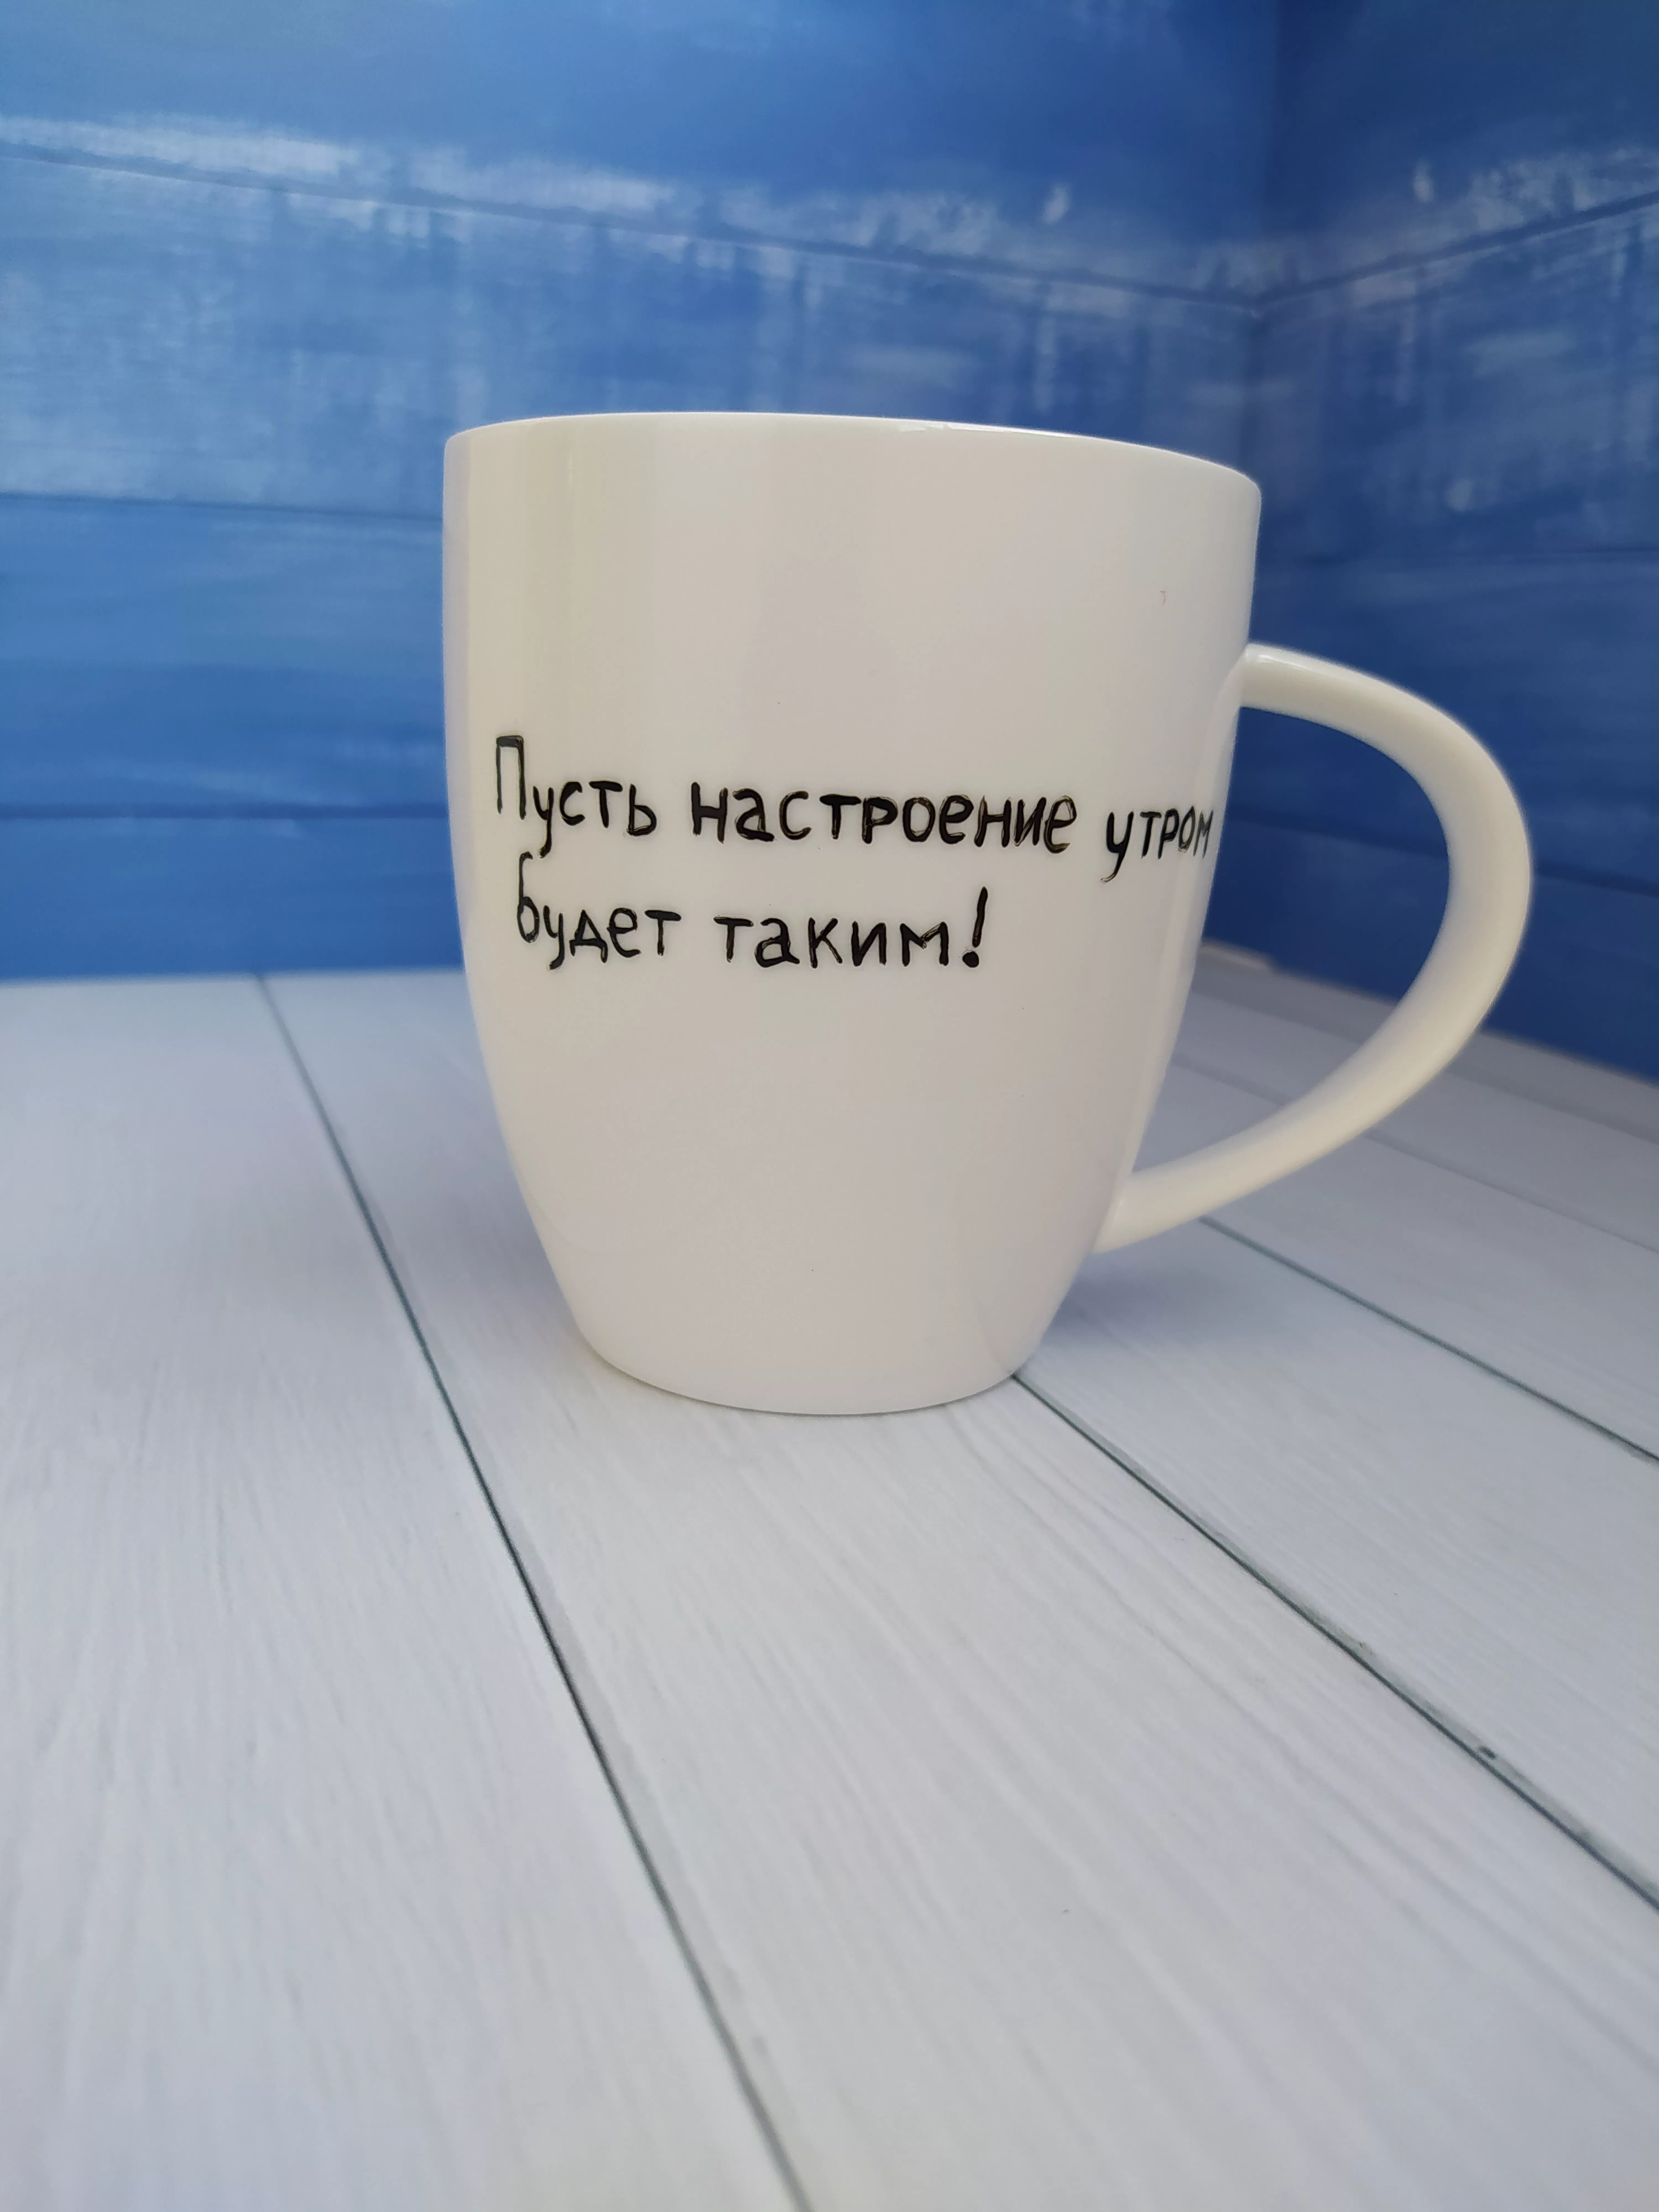 Пусть настроение утром
будет таким!